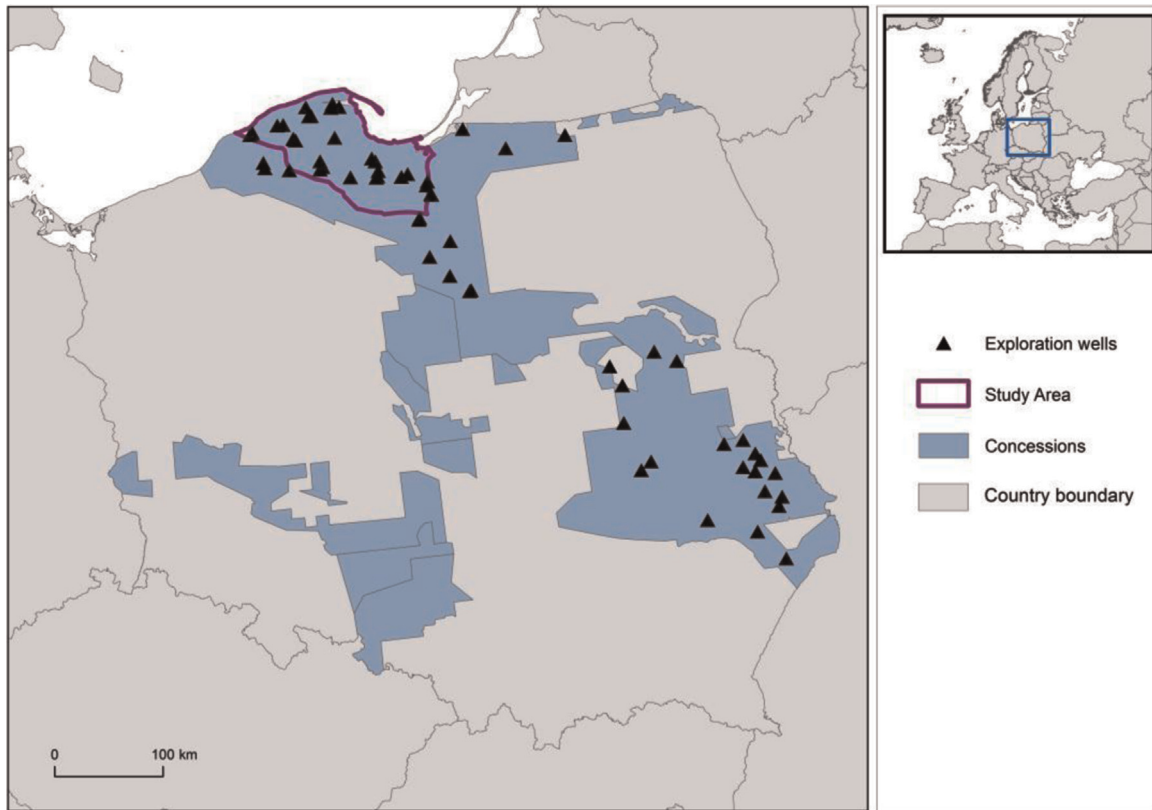 Exploration wells
Study Area
Concessions
Country boundary
0 100 km